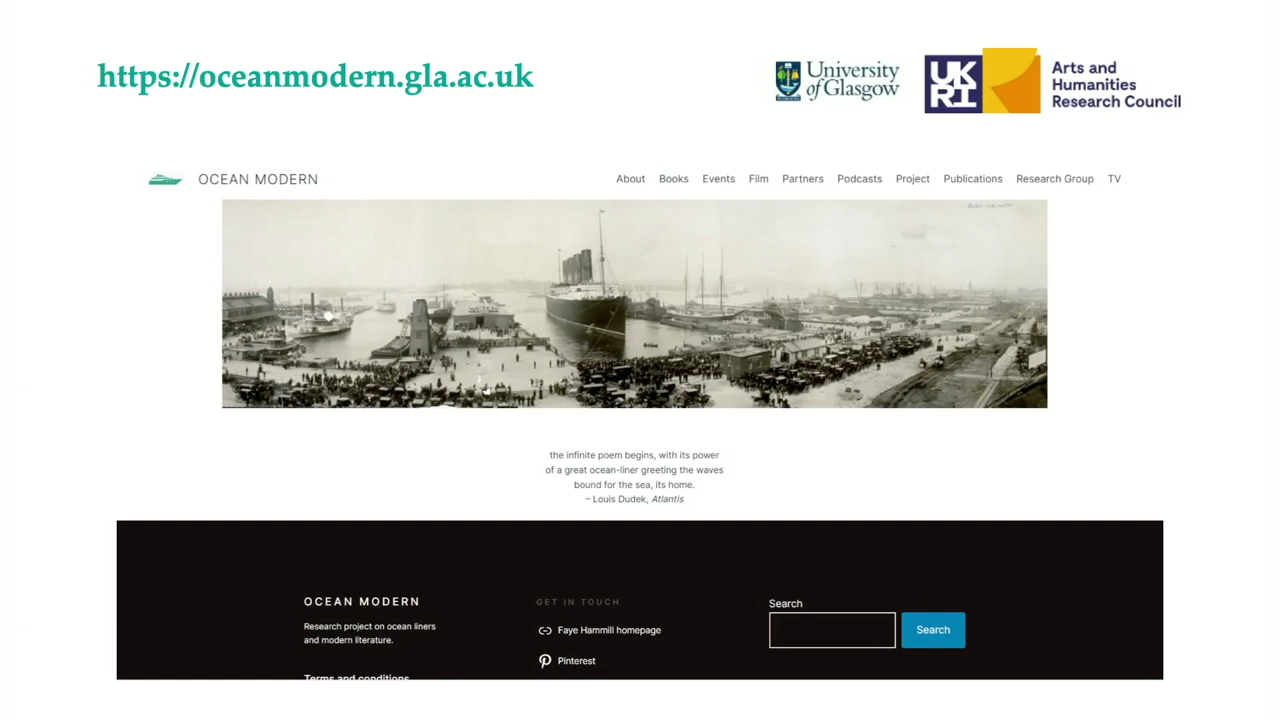 https://oceanmodern.gla.ac.uk
University
of Glasgow
UK
RI
Arts and
Humanities
Research Council
OCEAN MODERN
About Books Events Film Partners Podcasts Project Publications Research Group TV
the infinite poem begins, with its power
of a great ocean-liner greeting the waves
bound for the sea, its home.
– Louis Dudek, Atlantis
OCEAN MODERN
Research project on ocean liners
and modern literature.
Terms and conditions
GET IN TOUCH
Faye Hammill homepage
Pinterest
Search
Search